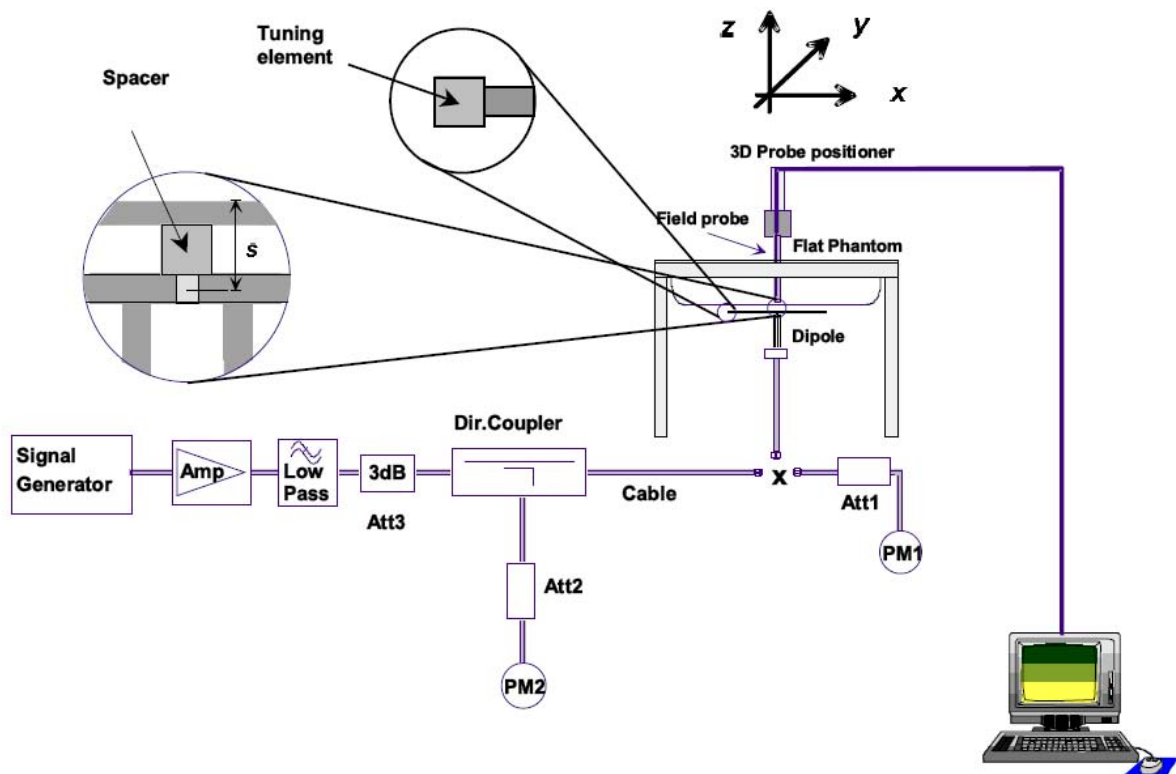 Tuning
element
Spacer
s
z
y
x
3D Probe positioner
Field probe
Flat Phantom
Dipole
Dir.Coupler
Signal
Generator
Amp
Low
Pass
3dB
Att3
Cable
x
Att1
PM1
Att2
PM2